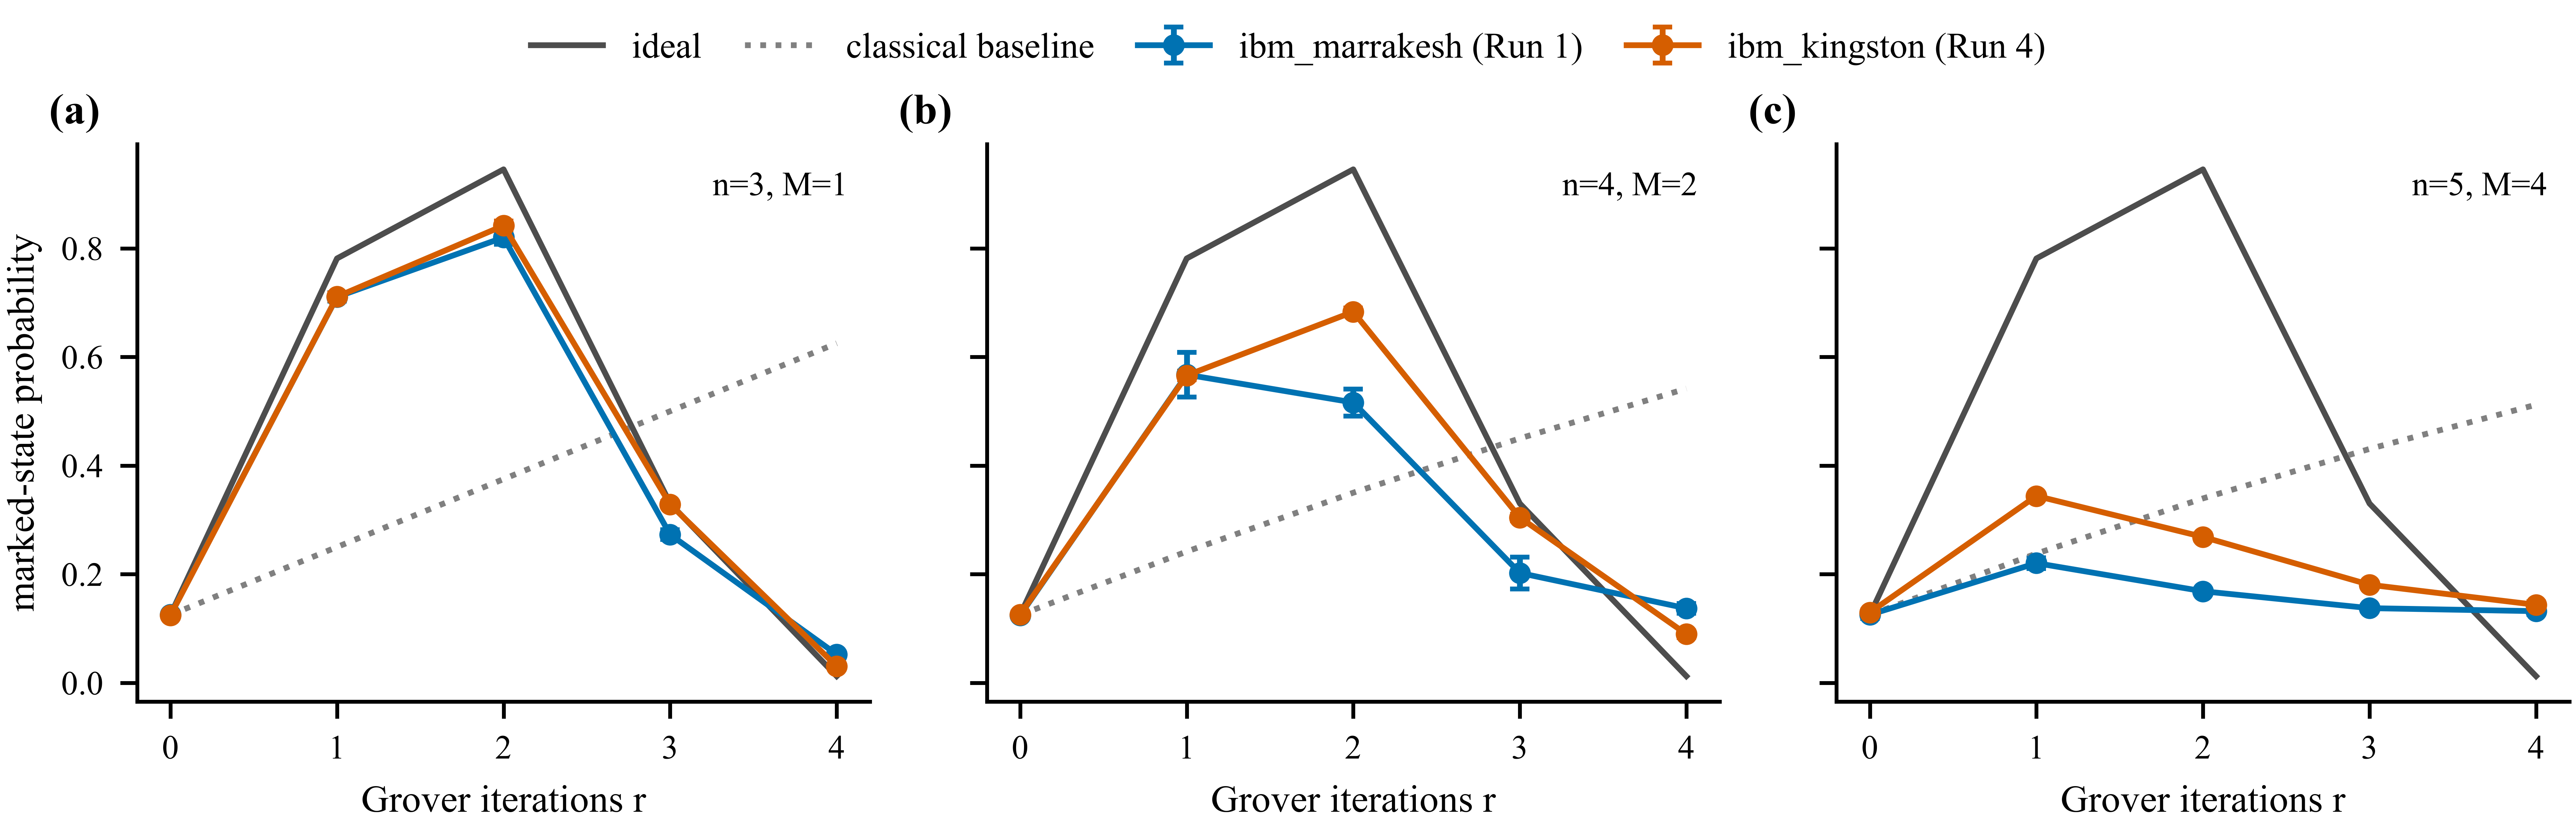 ideal
classical baseline
ibm_marrakesh (Run 1)
ibm_kingston (Run 4)
(a)
n=3, M=1
marked-state probability
0.8
0.6
0.4
0.2
0.0
0 1 2 3 4
Grover iterations r
(b)
n=4, M=2
0 1 2 3 4
Grover iterations r
(c)
n=5, M=4
0 1 2 3 4
Grover iterations r